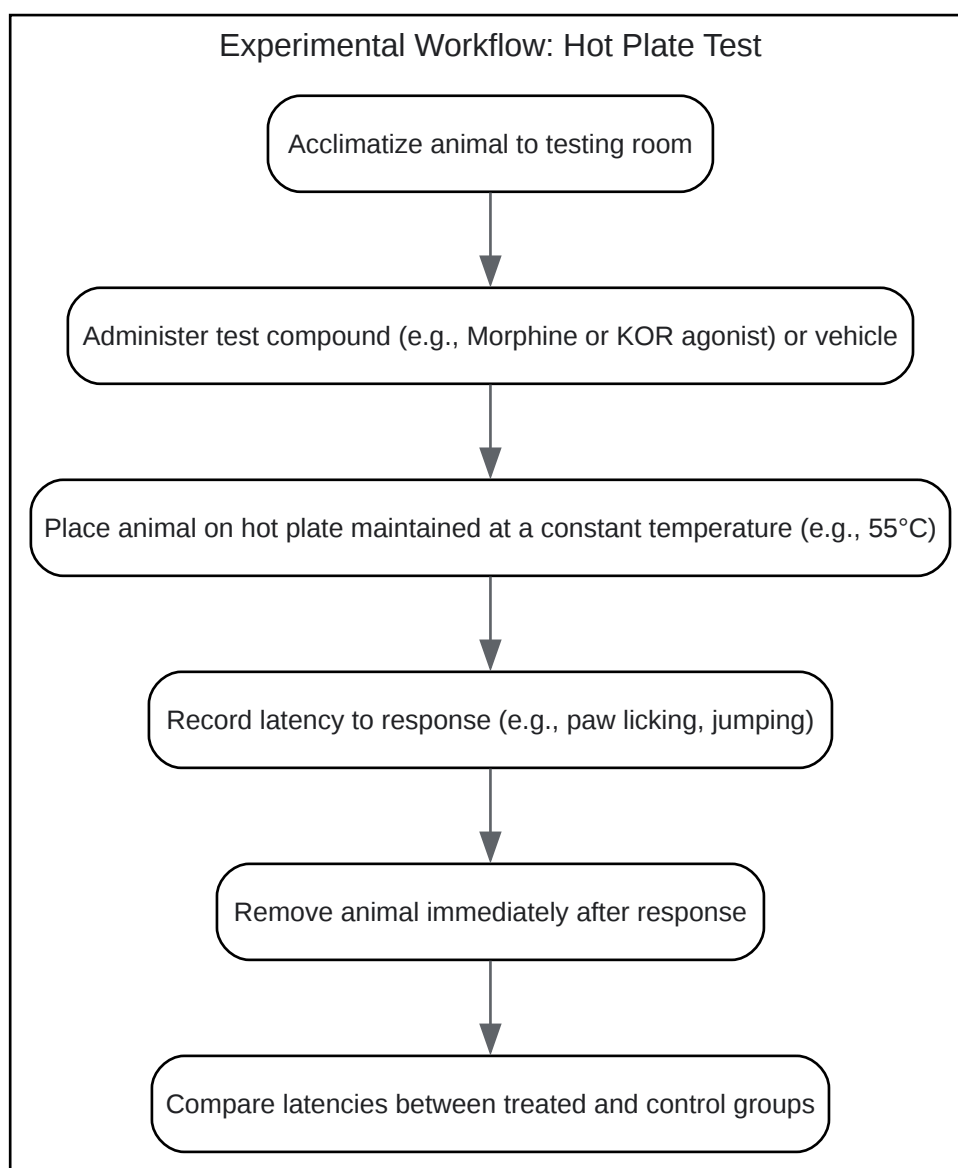 Experimental Workflow: Hot Plate Test
Acclimatize animal to testing room
Administer test compound (e.g., Morphine or KOR agonist) or vehicle
Place animal on hot plate maintained at a constant temperature (e.g., 55°C)
Record latency to response (e.g., paw licking, jumping)
Remove animal immediately after response
Compare latencies between treated and control groups